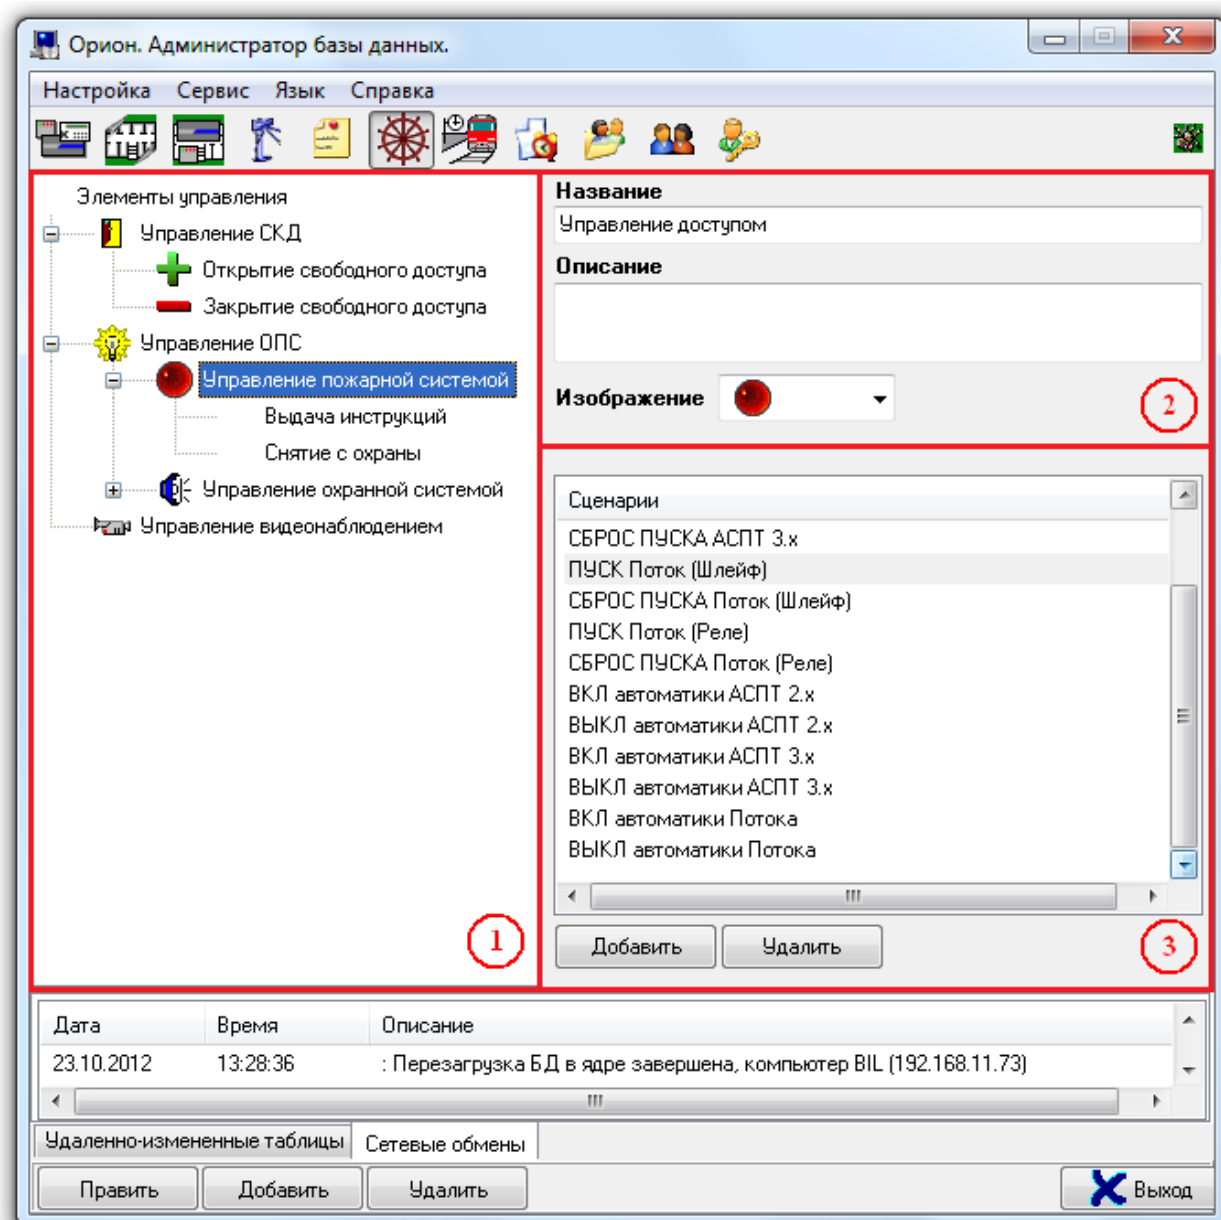 Орион. Администратор базы данных.
Настройка Сервис Язык Справка
Элементы управления
Управление СКД
Открытие свободного доступа
Закрытие свободного доступа
Управление ОПС
Управление пожарной системой
Выдача инструкций
Снятие с охраны
Управление охранной системой
Управление видеонаблюдением
1
Название
Управление доступом
Описание
Изображение
2
Сценарии
СБРОС ПУСКА АСПТ 3.x
ПУСК Поток (Шлейф)
СБРОС ПУСКА Поток (Шлейф)
ПУСК Поток (Реле)
СБРОС ПУСКА Поток (Реле)
ВКЛ автоматики АСПТ 2.x
ВЫКЛ автоматики АСПТ 2.x
ВКЛ автоматики АСПТ 3.x
ВЫКЛ автоматики АСПТ 3.x
ВКЛ автоматики Потока
ВЫКЛ автоматики Потока
Добавить Удалить
3
Дата Время Описание
23.10.2012 13:28:36 : Перезагрузка БД в ядре завершена, компьютер BIL (192.168.11.73)
Удаленно-измененные таблицы Сетевые обмены
Править Добавить Удалить Выход